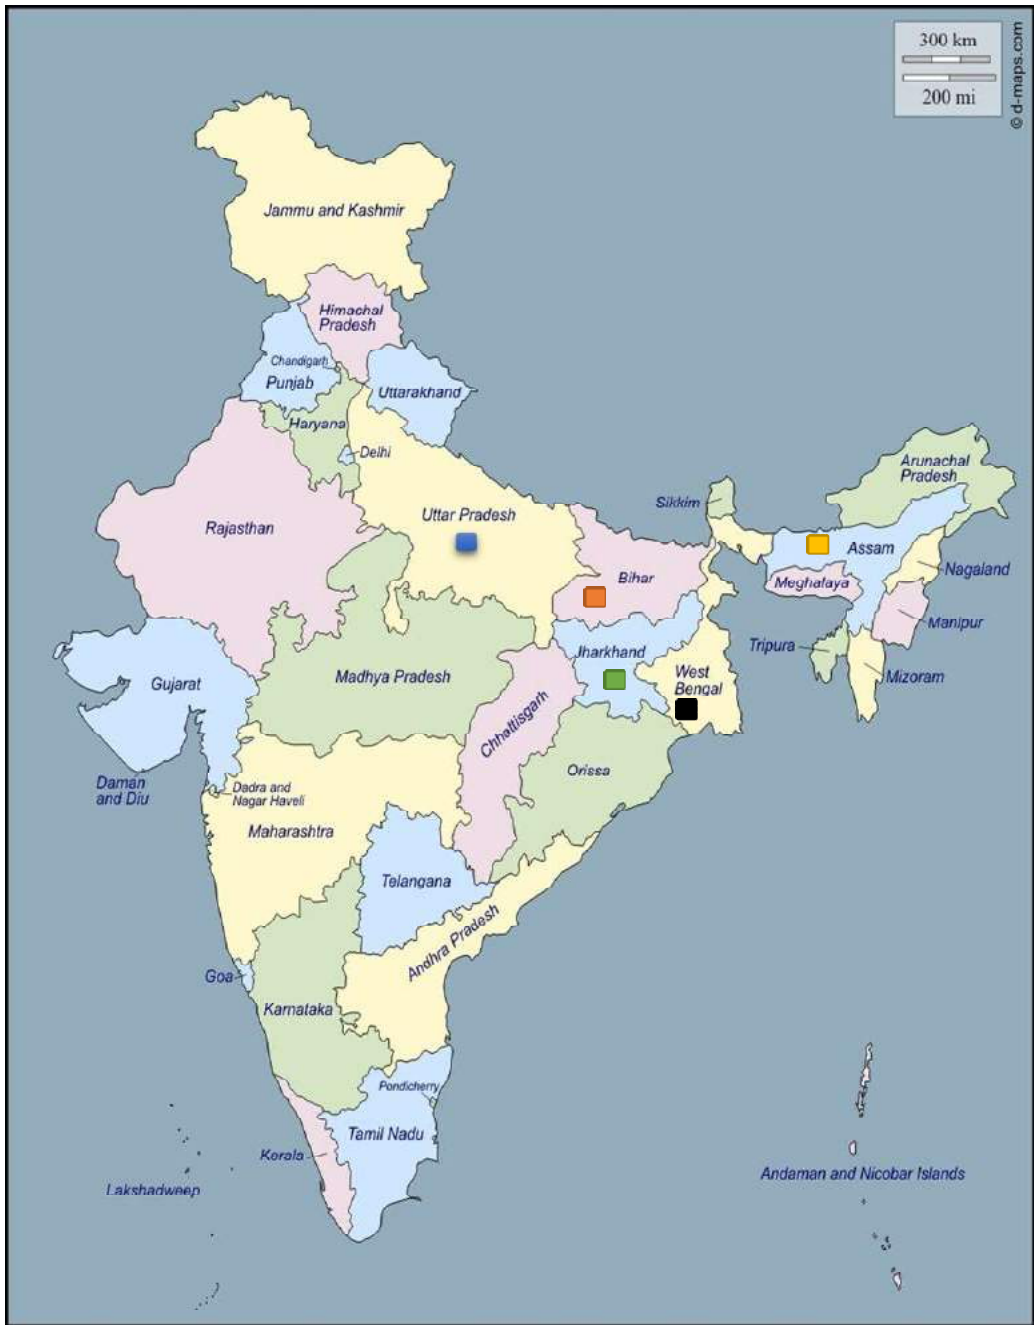 300 km
200 mi
© d-maps.com
Jammu and Kashmir
Himachal
Pradesh
Chandigarh
Punjab
Uttarakhand
Haryana
Delhi
Arunachal
Pradesh
Sikkim
Uttar Pradesh
Rajasthan
Assam
Nagaland
Bihar
Meghalaya
Manipur
Tripura
Jharkhand
West
Bengal
Mizoram
Madhya Pradesh
Gujarat
Chhattisgarh
Orissa
Daman
and Diu
Dadra and
Nagar Haveli
Maharashtra
Telangana
Andhra Pradesh
Goa
Karnataka
Pondicherry
Tamil Nadu
Kerala
Lakshadweep
Andaman and Nicobar Islands